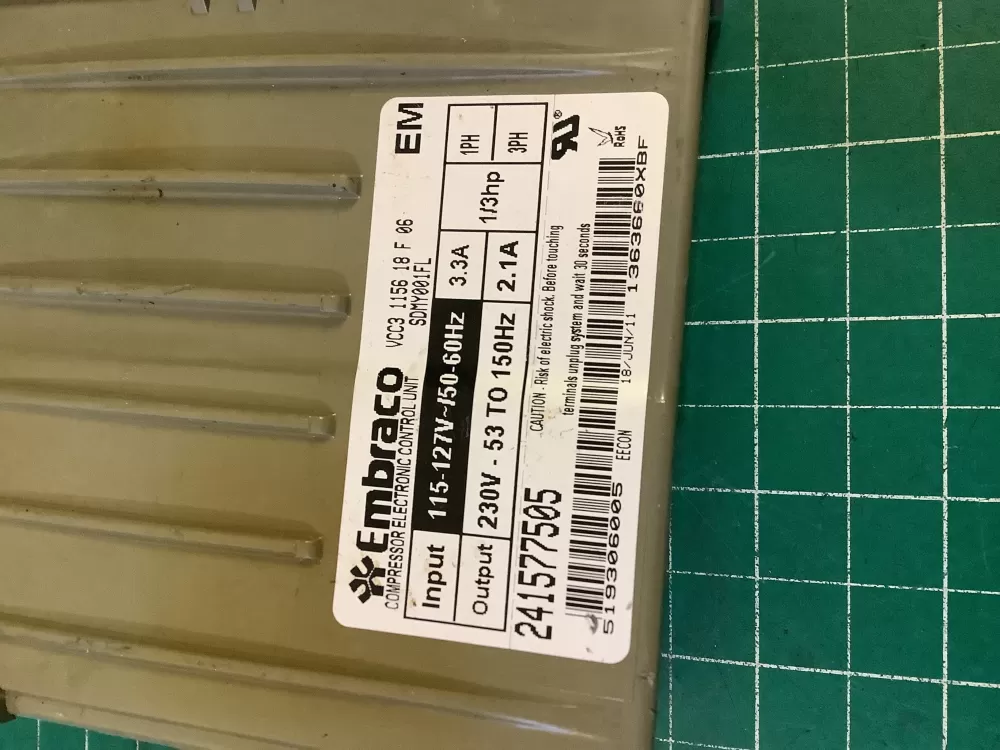 Embraco
VCC3 1156 18 F 06
EM
COMPRESSOR ELECTRONIC CONTROL UNIT
SDMY001FL
Input 115-127V~/50-60Hz 3.3A 1/3hp 1PH
Output 230V - 53 TO 150Hz 2.1A 3PH
241577505
CAUTION - Risk of electric shock. Before touching
terminals unplug system and wait 30 seconds
RU
®
RoHS
519306005 EECON 18/JUN/11 1363660XBF